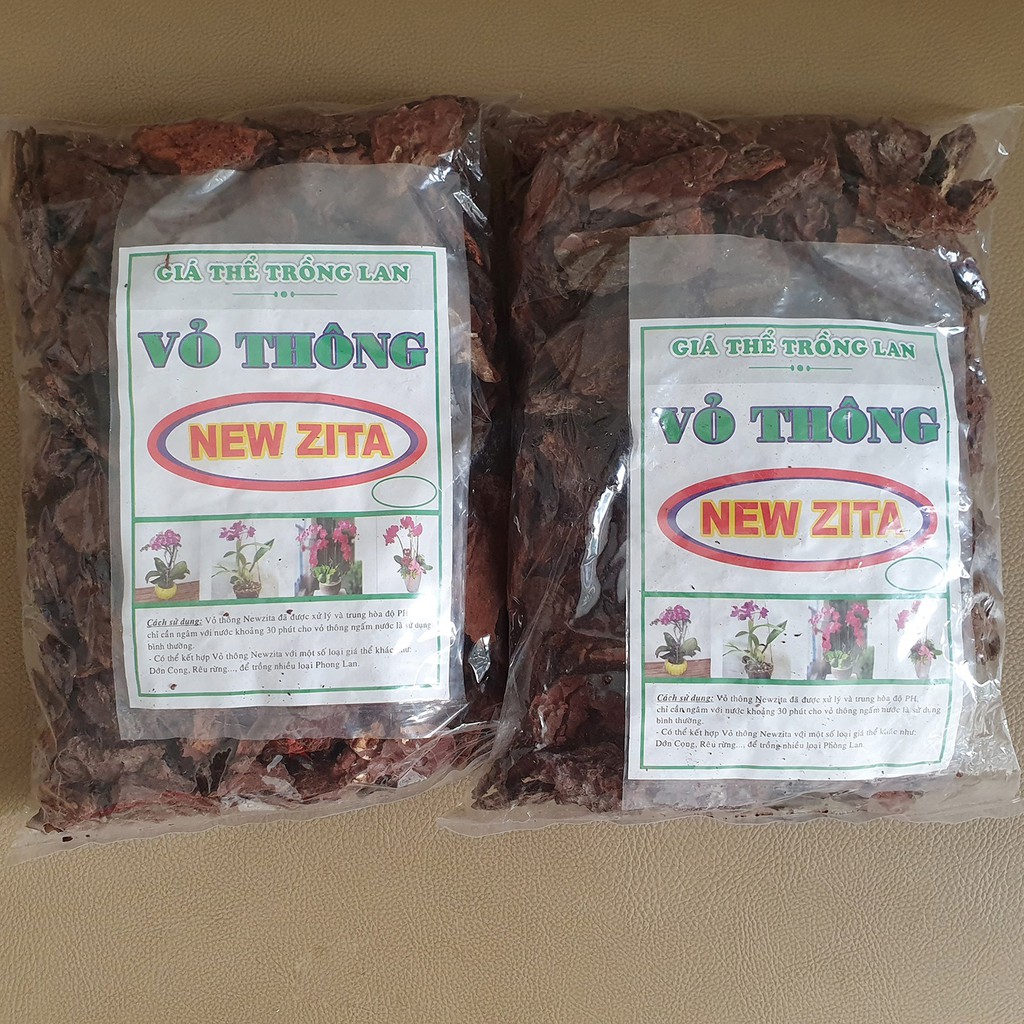 GIÁ THỂ TRỒNG LAN
VỎ THÔNG
NEW ZITA
Cách sử dụng: Vỏ thông Newzita đã được xử lý và trung hòa độ PH,
chỉ cần ngâm với nước khoảng 30 phút cho vỏ thông ngấm nước là sử dụng
bình thường.
- Có thể kết hợp Vỏ thông Newzita với một số loại giá thể khác như:
Dớn Cọng, Rêu rừng..., để trồng nhiều loại Phong Lan.
GIÁ THỂ TRỒNG LAN
VỎ THÔNG
NEW ZITA
Cách sử dụng: Vỏ thông Newzita đã được xử lý và trung hòa độ PH,
chỉ cần ngâm với nước khoảng 30 phút cho vỏ thông ngấm nước là sử dụng
bình thường.
- Có thể kết hợp Vỏ thông Newzita với một số loại giá thể khác như:
Dớn Cọng, Rêu rừng..., để trồng nhiều loại Phong Lan.